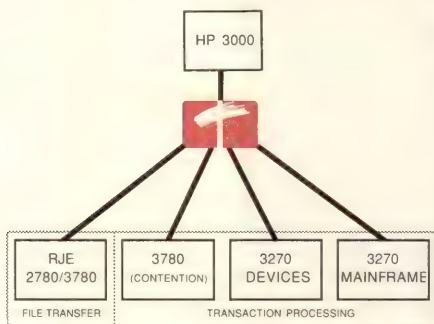 HP 3000
RJE
2780/3780
3780
(CONTENTION)
3270
DEVICES
3270
MAINFRAME
FILE TRANSFER
TRANSACTION PROCESSING